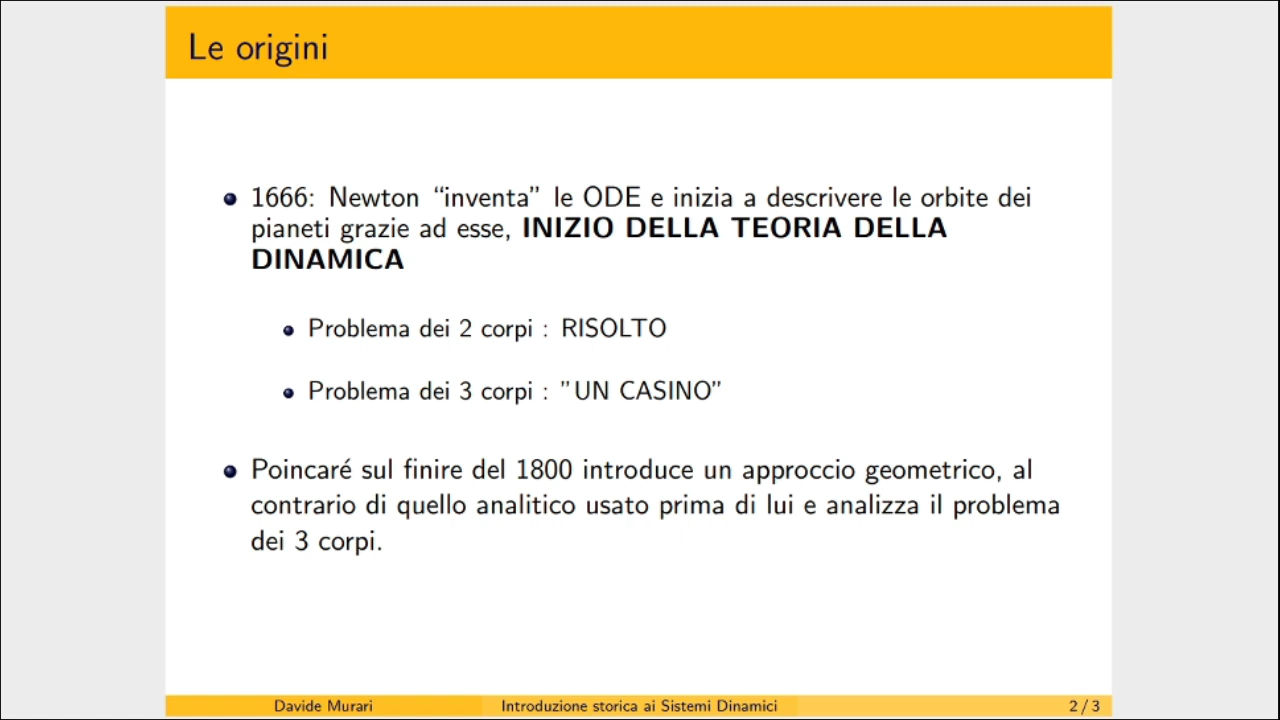 Le origini
1666: Newton “inventa” le ODE e inizia a descrivere le orbite dei
pianeti grazie ad esse, INIZIO DELLA TEORIA DELLA
DINAMICA
Problema dei 2 corpi : RISOLTO
Problema dei 3 corpi : ”UN CASINO”
Poincaré sul finire del 1800 introduce un approccio geometrico, al
contrario di quello analitico usato prima di lui e analizza il problema
dei 3 corpi.
Davide Murari Introduzione storica ai Sistemi Dinamici 2 / 3